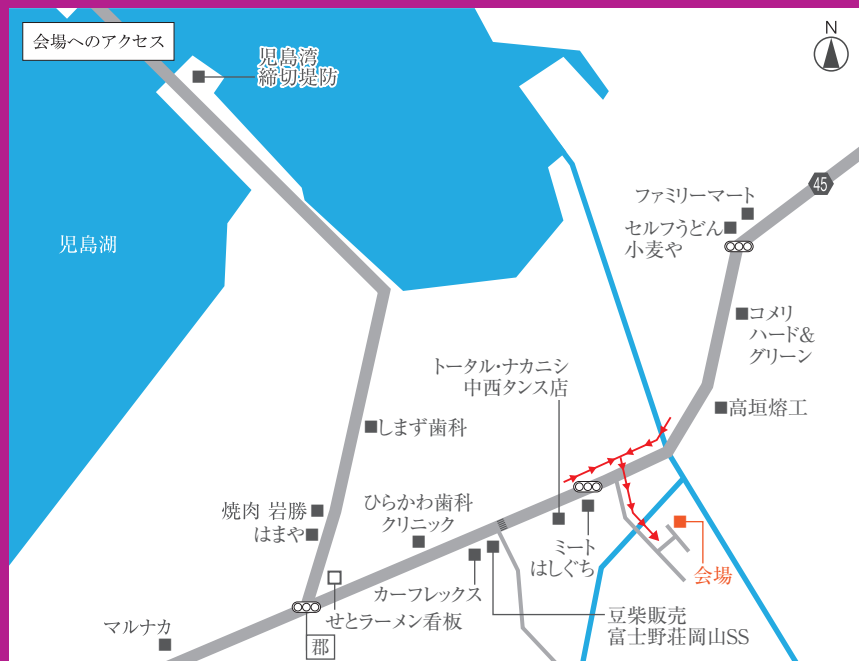 会場へのアクセス
N
児島湾
締切堤防
45
ファミリーマート
セルフうどん
小麦や
児島湖
コメリ
ハード&
グリーン
トータル・ナカニシ
中西タンス店
高垣熔工
しまず歯科
焼肉 岩勝
はまや
ひらかわ歯科
クリニック
ミート
はしぐち
会場
カーフレックス
せとラーメン看板
豆柴販売
富士野荘岡山SS
マルナカ
郡